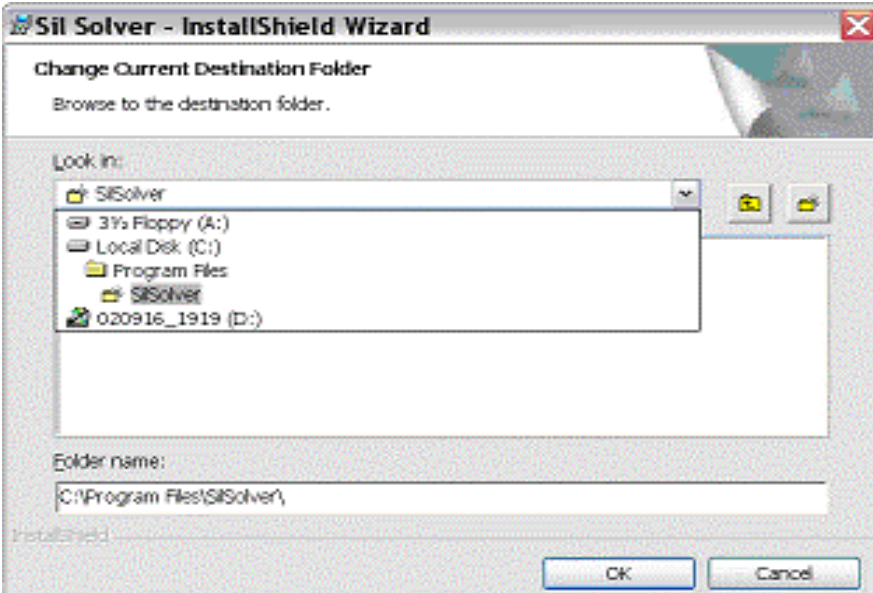 Sil Solver - InstallShield Wizard
Change Current Destination Folder
Browse to the destination folder.
Look in:
SilSolver
3½ Floppy (A:)
Local Disk (C:)
Program Files
SilSolver
020916_1919 (D:)
Folder name:
C:\Program Files\SilSolver\,
InstallShield
OK
Cancel